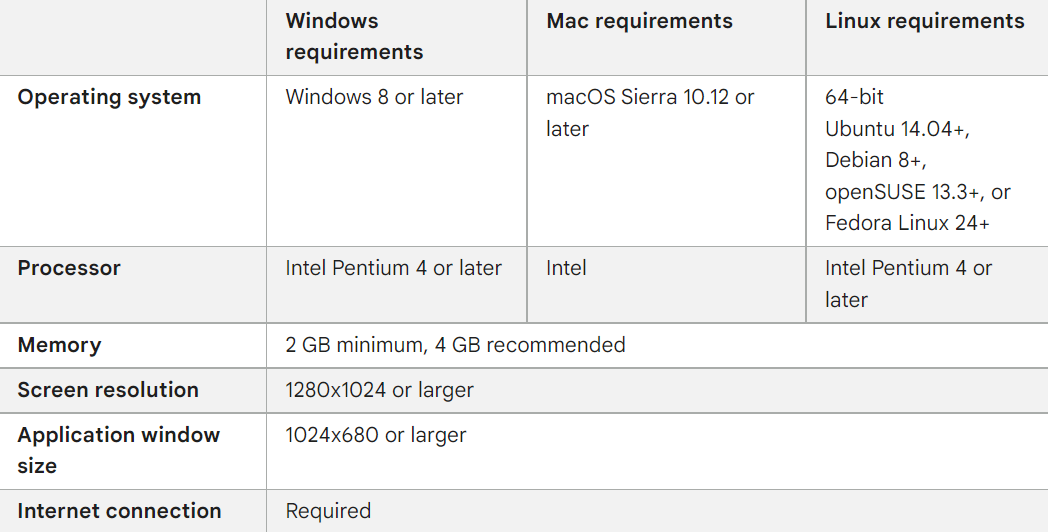 Windows requirements
Mac requirements
Linux requirements
Operating system
Windows 8 or later
macOS Sierra 10.12 or
later
64-bit
Ubuntu 14.04+,
Debian 8+,
openSUSE 13.3+, or
Fedora Linux 24+
Processor
Intel Pentium 4 or later
Intel
Intel Pentium 4 or
later
Memory
2 GB minimum, 4 GB recommended
Screen resolution
1280x1024 or larger
Application window
size
1024x680 or larger
Internet connection
Required